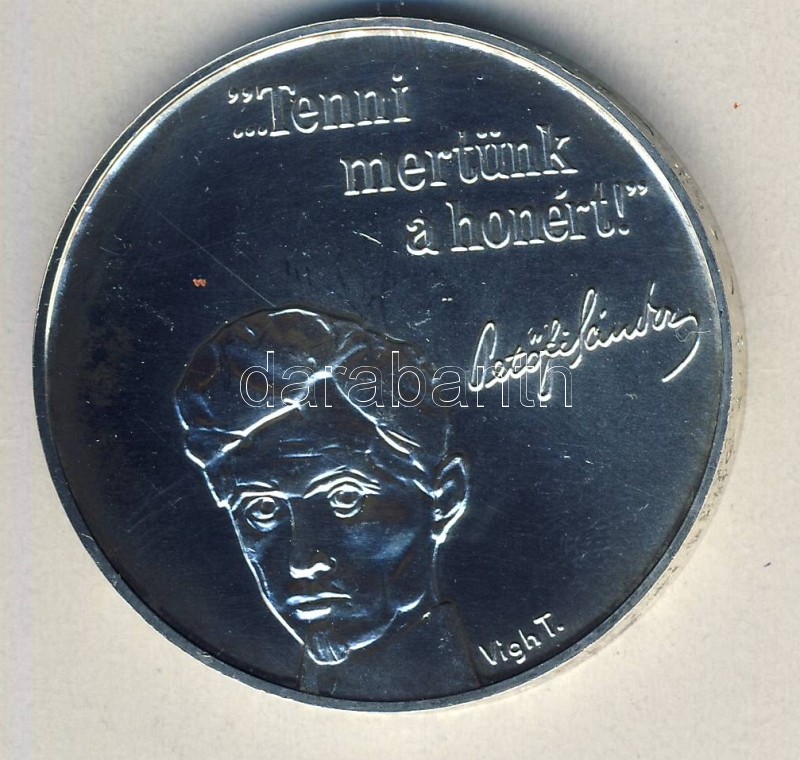 "...Tenni
mertünk
a honért!"
Petőfi Sándor
darabanth
Vigh T.